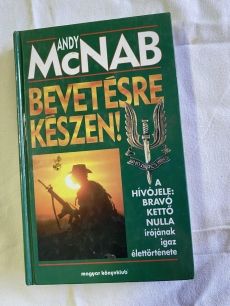 ANDY
McNAB
BEVETÉSRE
KÉSZEN!
A
HÍVÓJELE:
BRAVÓ
KETTŐ
NULLA
írójának
igaz
élettörténete
magyar könyvklub